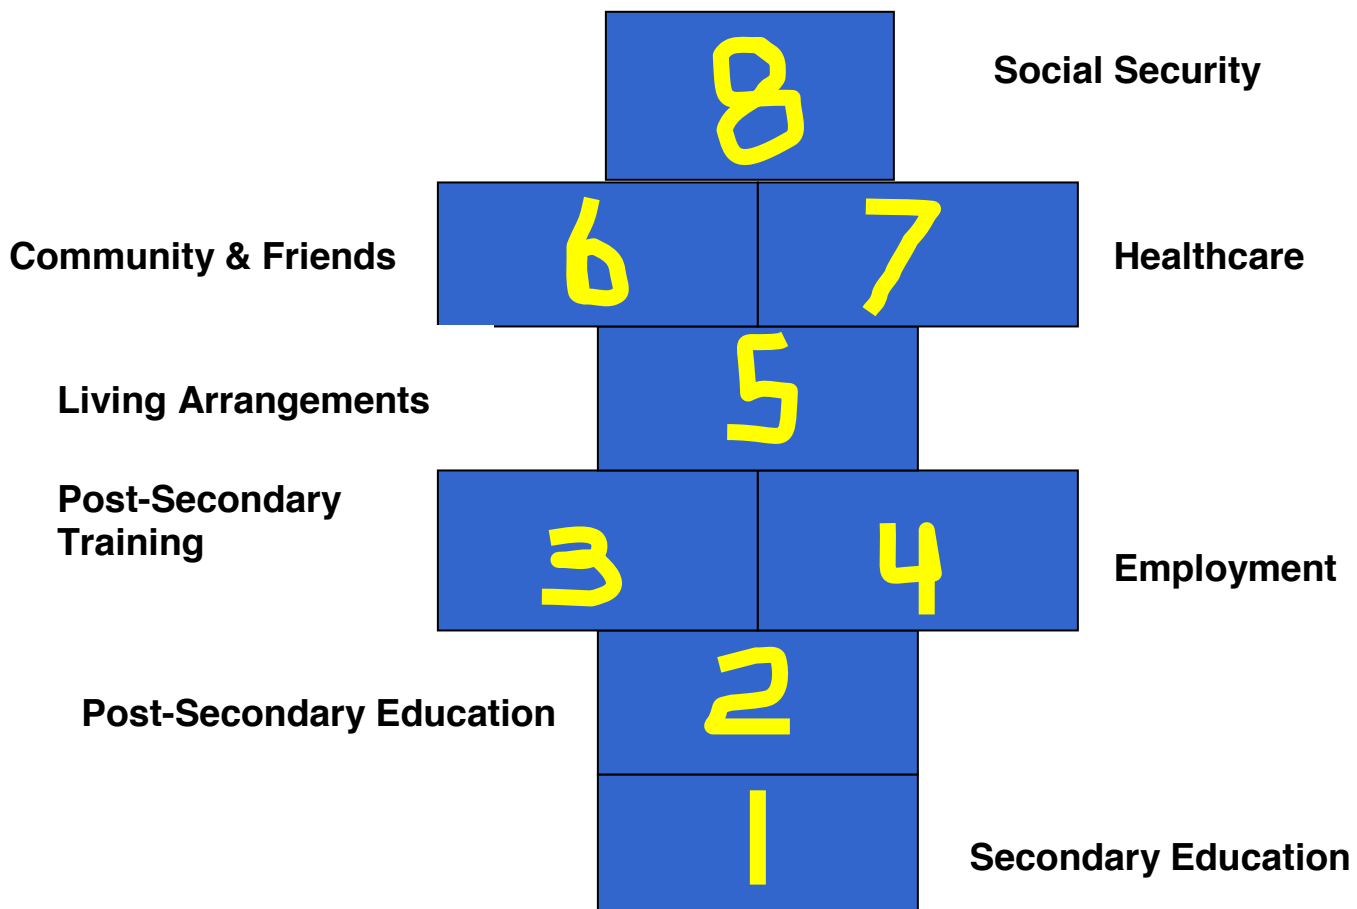 8
Social Security
Community & Friends
6
7
Healthcare
Living Arrangements
5
Post-Secondary
Training
3
4
Employment
Post-Secondary Education
2
1
Secondary Education